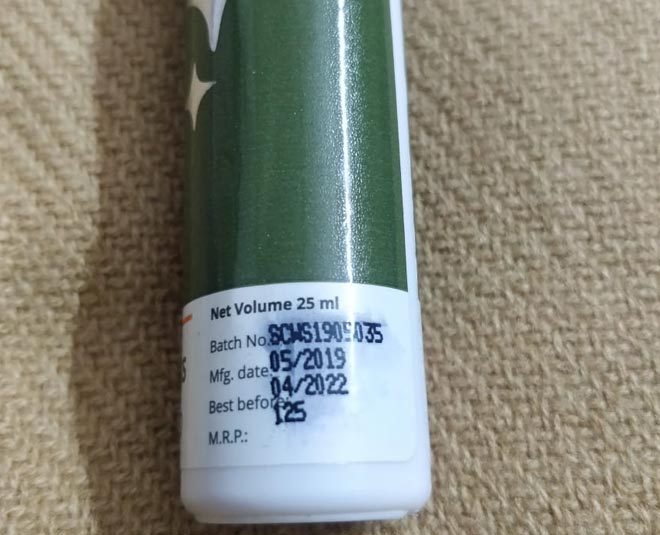 Net Volume 25 ml
Batch No. SCWS1905035
Mfg. date: 05/2019
Best before: 04/2022
M.R.P.: 125